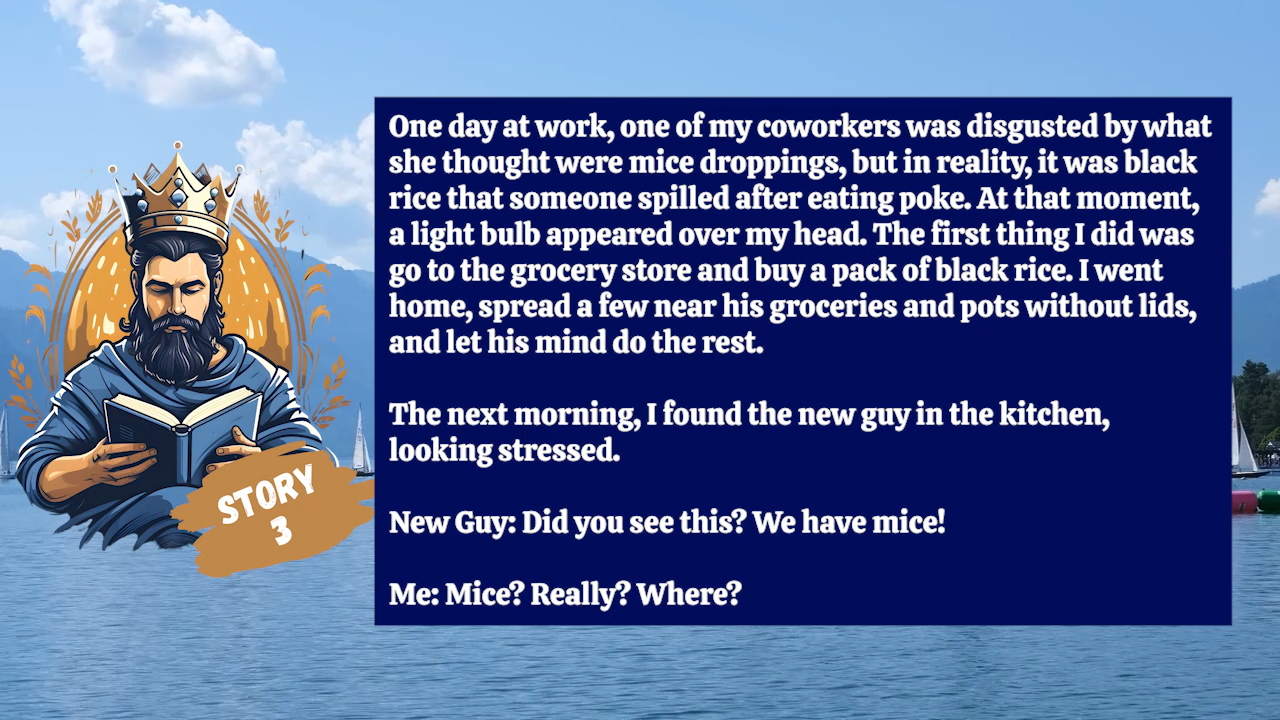 One day at work, one of my coworkers was disgusted by what
she thought were mice droppings, but in reality, it was black
rice that someone spilled after eating poke. At that moment,
a light bulb appeared over my head. The first thing I did was
go to the grocery store and buy a pack of black rice. I went
home, spread a few near his groceries and pots without lids,
and let his mind do the rest.
The next morning, I found the new guy in the kitchen,
looking stressed.
New Guy: Did you see this? We have mice!
Me: Mice? Really? Where?
STORY
3